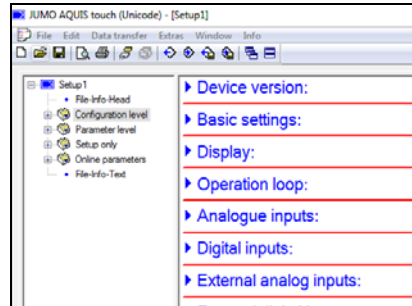 JUMO AQUIS touch (Unicode) - [Setup1]
File Edit Data transfer Extras Window Info
Setup1
File-Info-Head
Configuration level
Parameter level
Setup only
Online parameters
File-Info-Text
Device version:
Basic settings:
Display:
Operation loop:
Analogue inputs:
Digital inputs:
External analog inputs: